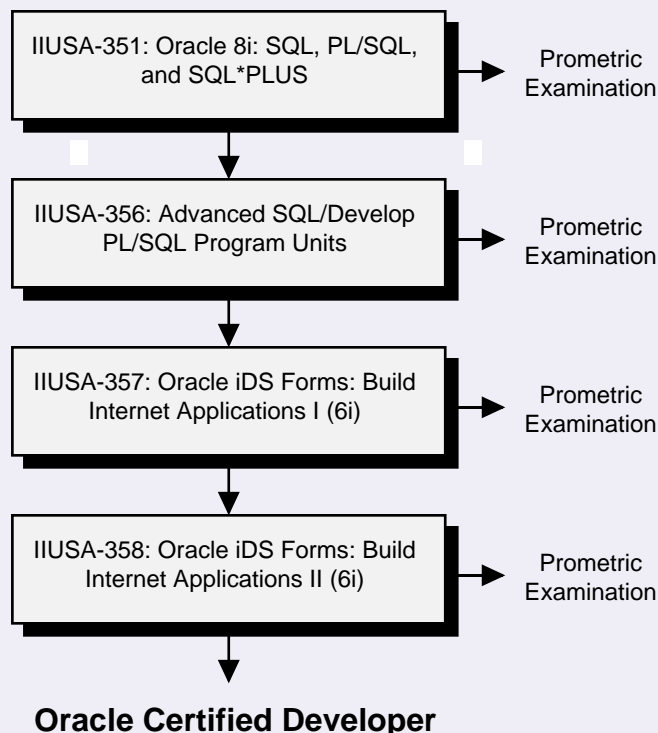 IIUSA-351: Oracle 8i: SQL, PL/SQL,
and SQL*PLUS
Prometric
Examination
IIUSA-356: Advanced SQL/Develop
PL/SQL Program Units
Prometric
Examination
IIUSA-357: Oracle iDS Forms: Build
Internet Applications I (6i)
Prometric
Examination
IIUSA-358: Oracle iDS Forms: Build
Internet Applications II (6i)
Prometric
Examination
Oracle Certified Developer